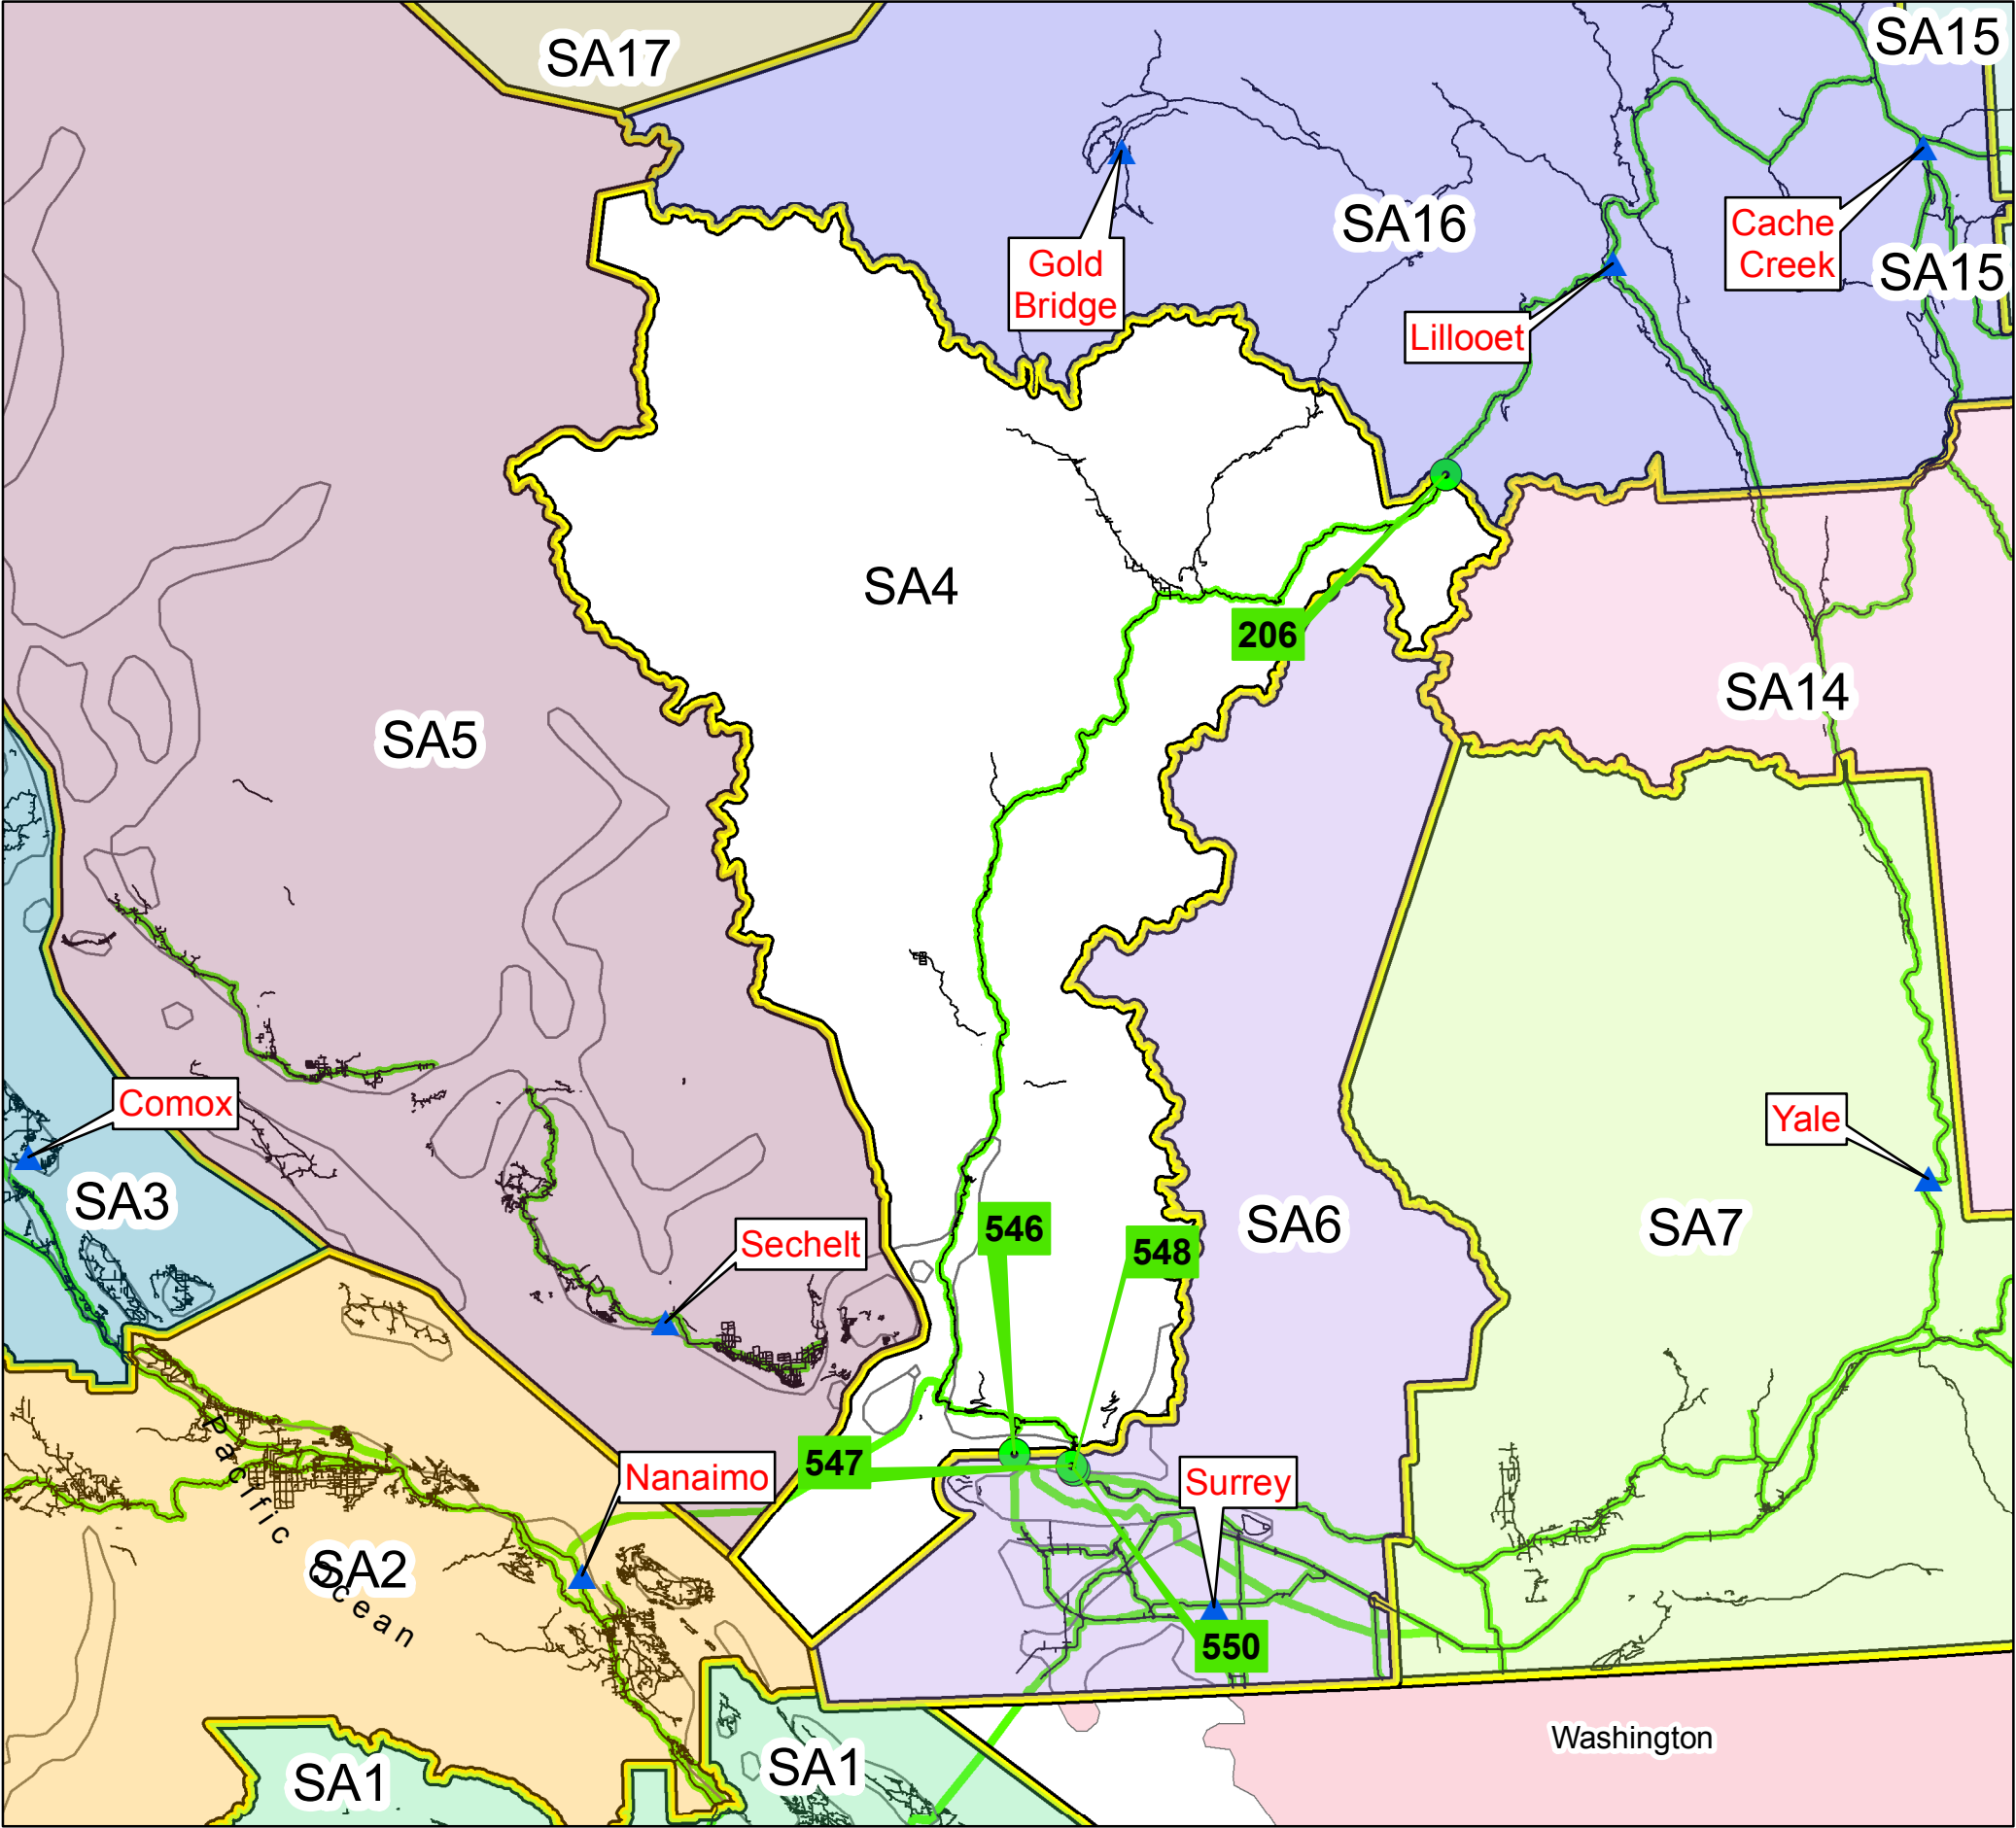 SA17
SA15
Cache
Creek
SA16
Gold
Bridge
SA15
Lillooet
SA4
206
SA14
SA5
Comox
Yale
SA3
546
548
SA6
SA7
Sechelt
547
Nanaimo
Surrey
Pacific Ocean
SA2
550
Washington
SA1
SA1